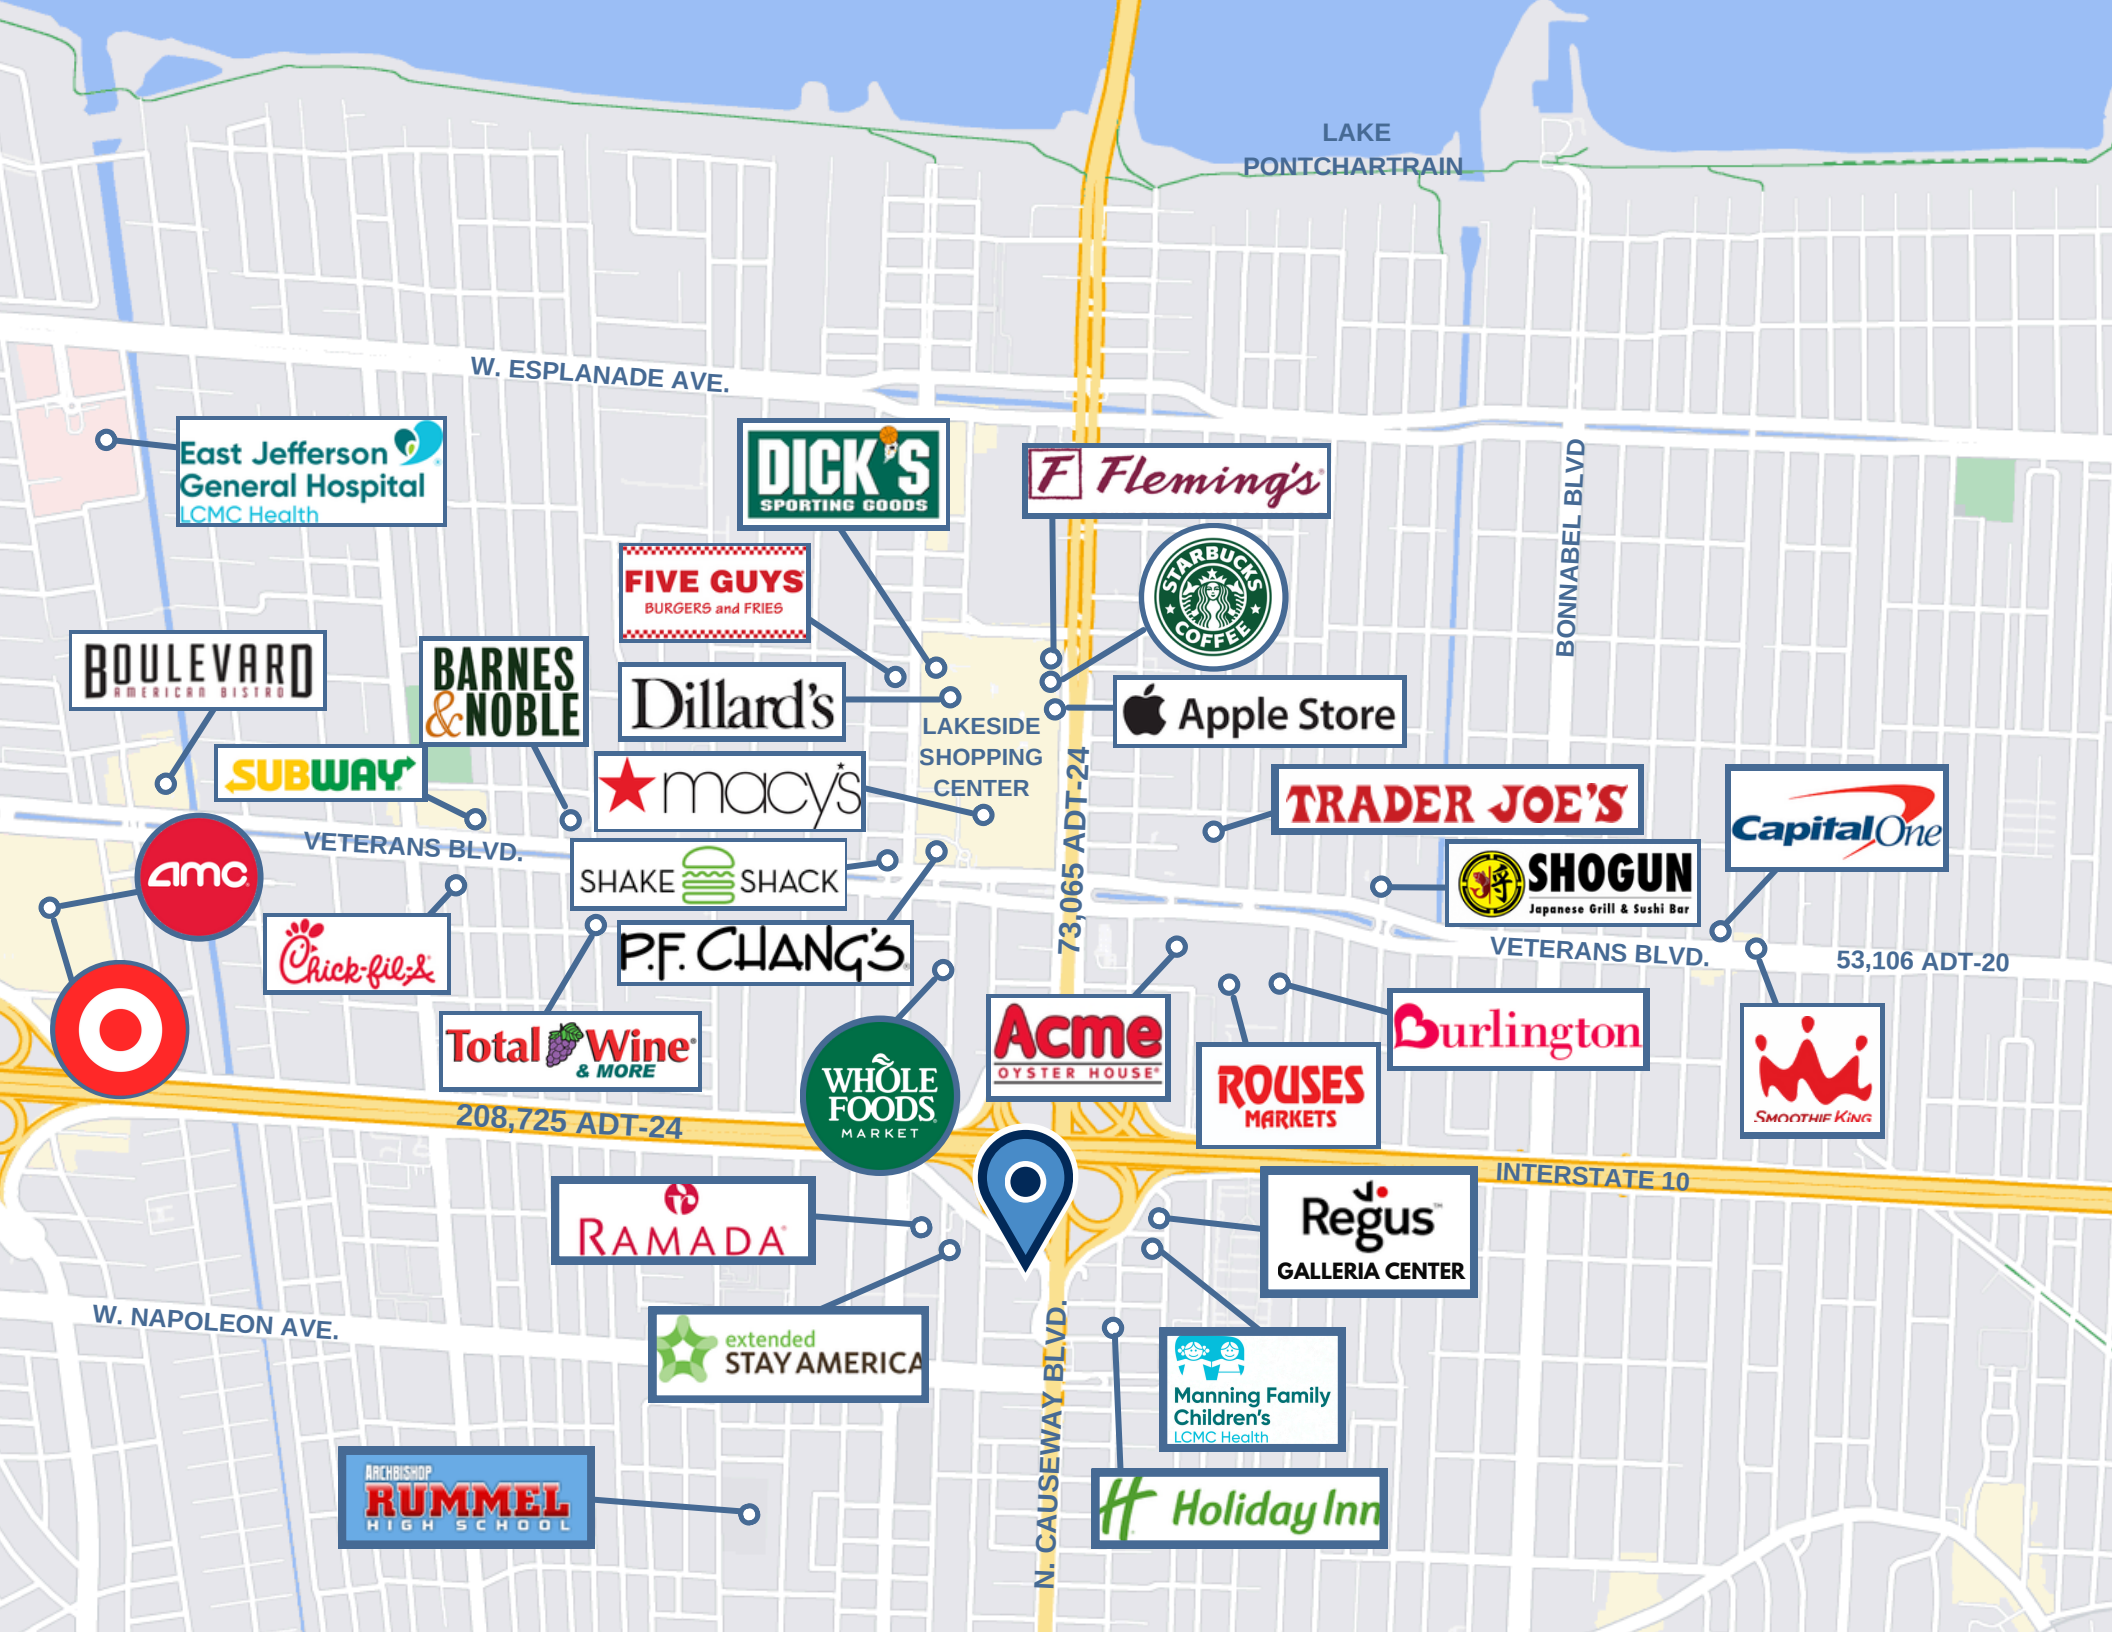 LAKE
PONTCHARTRAIN
W. ESPLANADE AVE.
East Jefferson
General Hospital
LCMC Health
DICK'S
SPORTING GOODS
F Fleming's
BONNABEL BLVD
STARBUCKS
COFFEE
FIVE GUYS
BURGERS and FRIES
BOULEVARD
AMERICAN BISTRO
BARNES
&NOBLE
Dillard's
Apple Store
LAKESIDE
SHOPPING
CENTER
SUBWAY
macy's
73,065 ADT-24
TRADER JOE'S
Capital One
VETERANS BLVD.
amc
SHAKE SHACK
SHOGUN
Japanese Grill & Sushi Bar
Chick-fil-A
P.F. CHANG'S
VETERANS BLVD.
53,106 ADT-20
Total Wine
& MORE
WHOLE
FOODS
MARKET
Acme
OYSTER HOUSE
ROUSES
MARKETS
Burlington
SMOOTHIE KING
208,725 ADT-24
INTERSTATE 10
RAMADA
Regus
GALLERIA CENTER
W. NAPOLEON AVE.
extended
STAY AMERICA
N. CAUSEWAY BLVD.
Manning Family
Children's
LCMC Health
ARCHBISHOP
RUMMEL
HIGH SCHOOL
H Holiday Inn